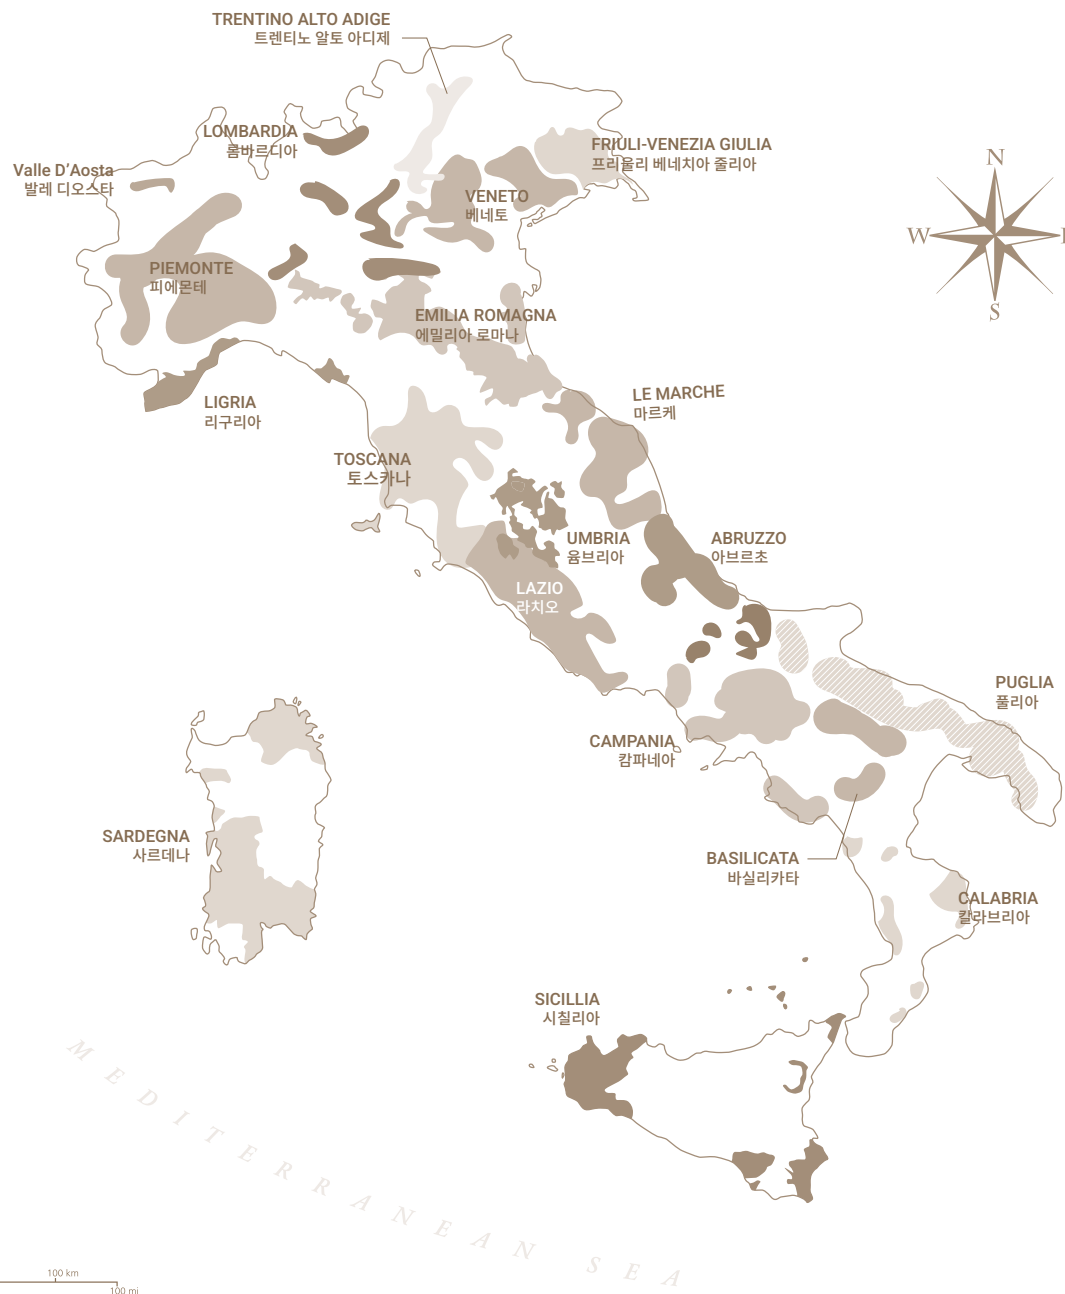 TRENTINO ALTO ADIGE
트렌티노 알토 아디제
LOMBARDIA
롬바르디아
FRIULI-VENEZIA GIULIA
프리울리 베네치아 줄리아
Valle D’Aosta
발레 디오스타
VENETO
베네토
N
W
S
PIEMONTE
피에몬테
EMILIA ROMAGNA
에밀리아 로마냐
LE MARCHE
마르케
LIGRIA
리구리아
TOSCANA
토스카나
UMBRIA
움브리아
ABRUZZO
아브르초
LAZIO
라치오
PUGLIA
풀리아
CAMPANIA
캄파네아
SARDEGNA
사르데냐
BASILICATA
바실리카타
CALABRIA
칼라브리아
SICILLIA
시칠리아
MEDITERRANEAN SEA
100 km
100 mi